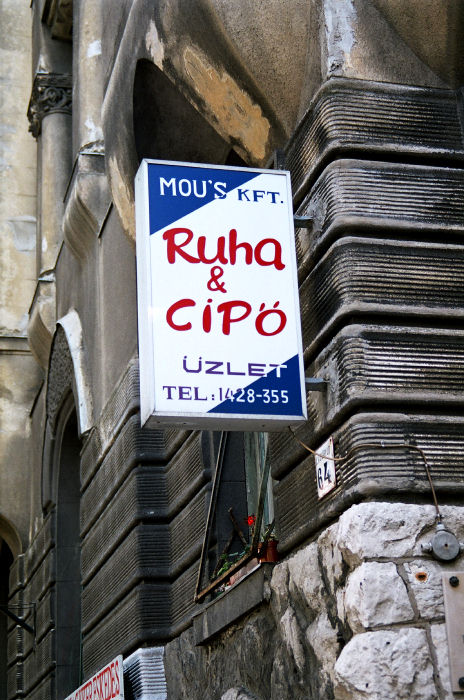 MOU'S KFT.
Ruha
&
CIPŐ
ÜZLET
TEL: 1428-355
64